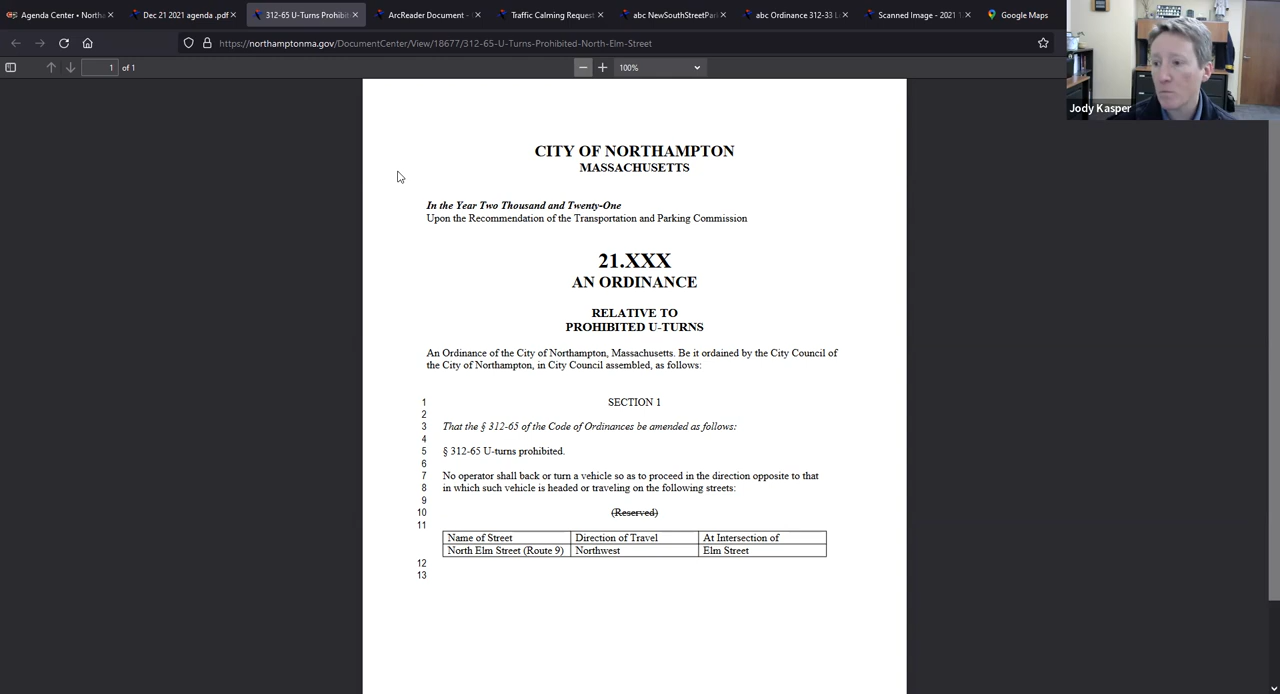 Agenda Center • North
Dec 21 2021 agenda .pdf
312-65 U-Turns Prohibit
ArcReader Document
Traffic Calming Request
abc NewSouthStreetPar
abc Ordinance 312-33 L
Scanned Image - 2021 1
Google Maps
https://northamptonma.gov/DocumentCenter/View/18677/312-65-U-Turns-Prohibited-North-Elm-Street
1 of 1
100%
Jody Kasper
CITY OF NORTHAMPTON
MASSACHUSETTS
In the Year Two Thousand and Twenty-One
Upon the Recommendation of the Transportation and Parking Commission
21.XXX
AN ORDINANCE
RELATIVE TO
PROHIBITED U-TURNS
An Ordinance of the City of Northampton, Massachusetts. Be it ordained by the City Council of
the City of Northampton, in City Council assembled, as follows:
1 SECTION 1
2
3 That the § 312-65 of the Code of Ordinances be amended as follows:
4
5 § 312-65 U-turns prohibited.
6
7 No operator shall back or turn a vehicle so as to proceed in the direction opposite to that
8 in which such vehicle is headed or traveling on the following streets:
9
10 (Reserved)
11
Name of Street Direction of Travel At Intersection of
North Elm Street (Route 9) Northwest Elm Street
12
13